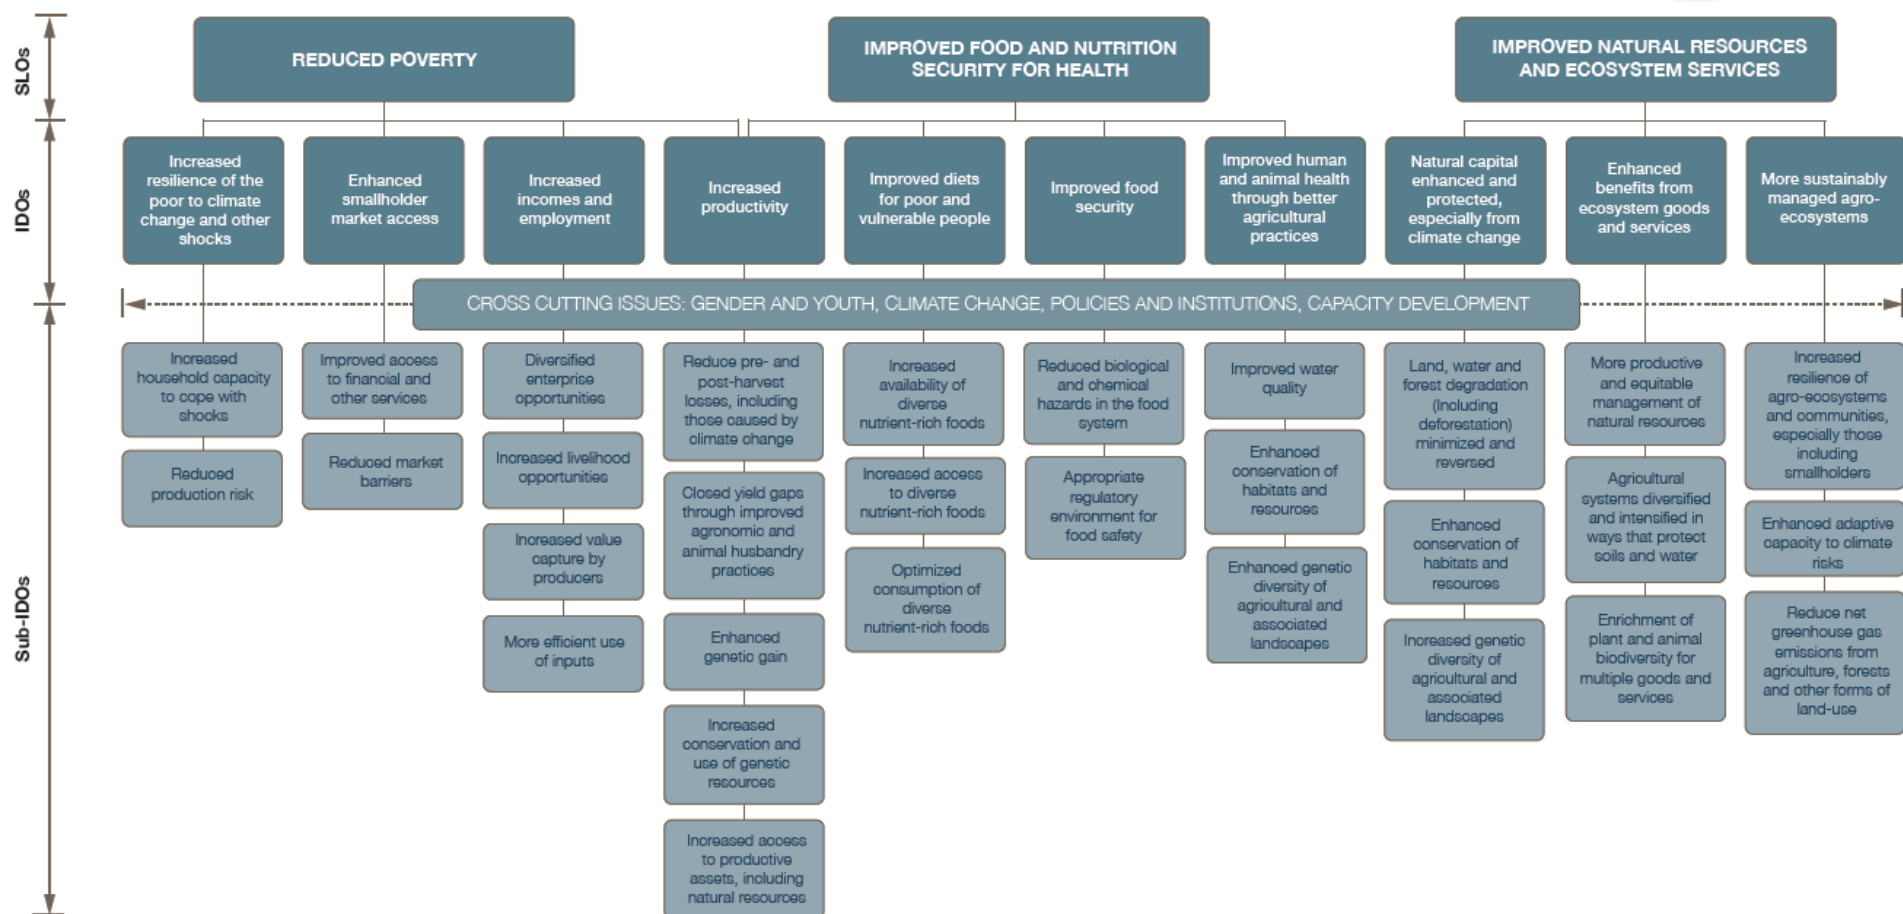 SLOs
REDUCED POVERTY
IMPROVED FOOD AND NUTRITION
SECURITY FOR HEALTH
IMPROVED NATURAL RESOURCES
AND ECOSYSTEM SERVICES
IDOs
Increased
resilience of the
poor to climate
change and other
shocks
Enhanced
smallholder
market access
Increased
incomes and
employment
Increased
productivity
Improved diets
for poor and
vulnerable people
Improved food
security
Improved human
and animal health
through better
agricultural
practices
Natural capital
enhanced and
protected,
especially from
climate change
Enhanced
benefits from
ecosystem goods
and services
More sustainably
managed agro-
ecosystems
CROSS CUTTING ISSUES: GENDER AND YOUTH, CLIMATE CHANGE, POLICIES AND INSTITUTIONS, CAPACITY DEVELOPMENT
Sub-IDOs
Increased
household capacity
to cope with
shocks
Reduced
production risk
Improved access
to financial and
other services
Reduced market
barriers
Diversified
enterprise
opportunities
Increased livelihood
opportunities
Increased value
capture by
producers
More efficient use
of inputs
Reduce pre- and
post-harvest
losses, including
those caused by
climate change
Closed yield gaps
through improved
agronomic and
animal husbandry
practices
Enhanced
genetic gain
Increased
conservation and
use of genetic
resources
Increased access
to productive
assets, including
natural resources
Increased
availability of
diverse
nutrient-rich foods
Increased access
to diverse
nutrient-rich foods
Optimized
consumption of
diverse
nutrient-rich foods
Reduced biological
and chemical
hazards in the food
system
Appropriate
regulatory
environment for
food safety
Improved water
quality
Enhanced
conservation of
habitats and
resources
Enhanced genetic
diversity of
agricultural and
associated
landscapes
Land, water and
forest degradation
(Including
deforestation)
minimized and
reversed
Enhanced
conservation of
habitats and
resources
Increased genetic
diversity of
agricultural and
associated
landscapes
More productive
and equitable
management of
natural resources
Agricultural
systems diversified
and intensified in
ways that protect
soils and water
Enrichment of
plant and animal
biodiversity for
multiple goods and
services
Increased
resilience of
agro-ecosystems
and communities,
especially those
including
smallholders
Enhanced adaptive
capacity to climate
risks
Reduce net
greenhouse gas
emissions from
agriculture, forests
and other forms of
land-use